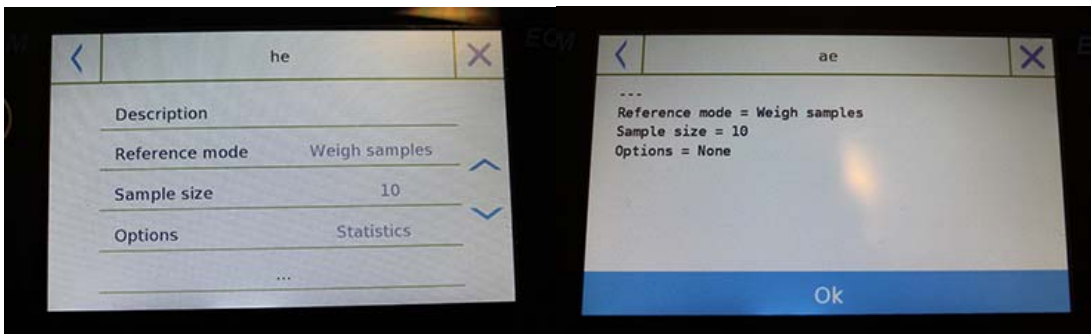 he
Description
Reference mode Weigh samples
Sample size 10
Options Statistics
...
ae
---
Reference mode = Weigh samples
Sample size = 10
Options = None
Ok